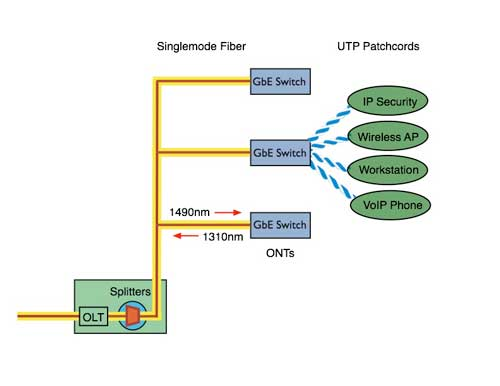 Singlemode Fiber
UTP Patchcords
GbE Switch
IP Security
Wireless AP
GbE Switch
Workstation
VoIP Phone
1490nm
GbE Switch
1310nm
ONTs
Splitters
OLT